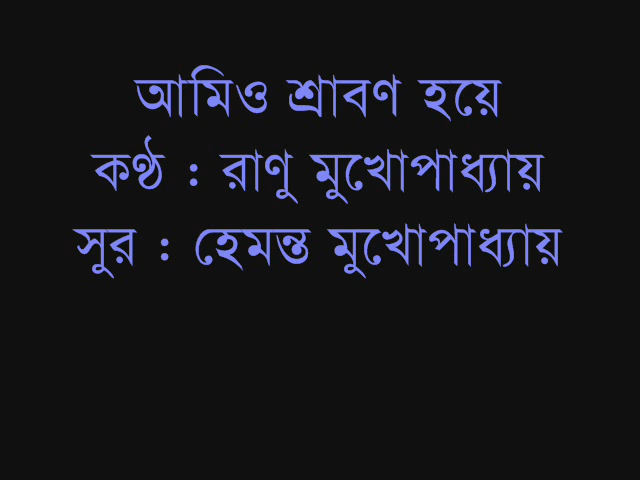 আমিও শ্রাবণ হয়ে
কণ্ঠ : রাণু মুখোপাধ্যায়
সুর : হেমন্ত মুখোপাধ্যায়